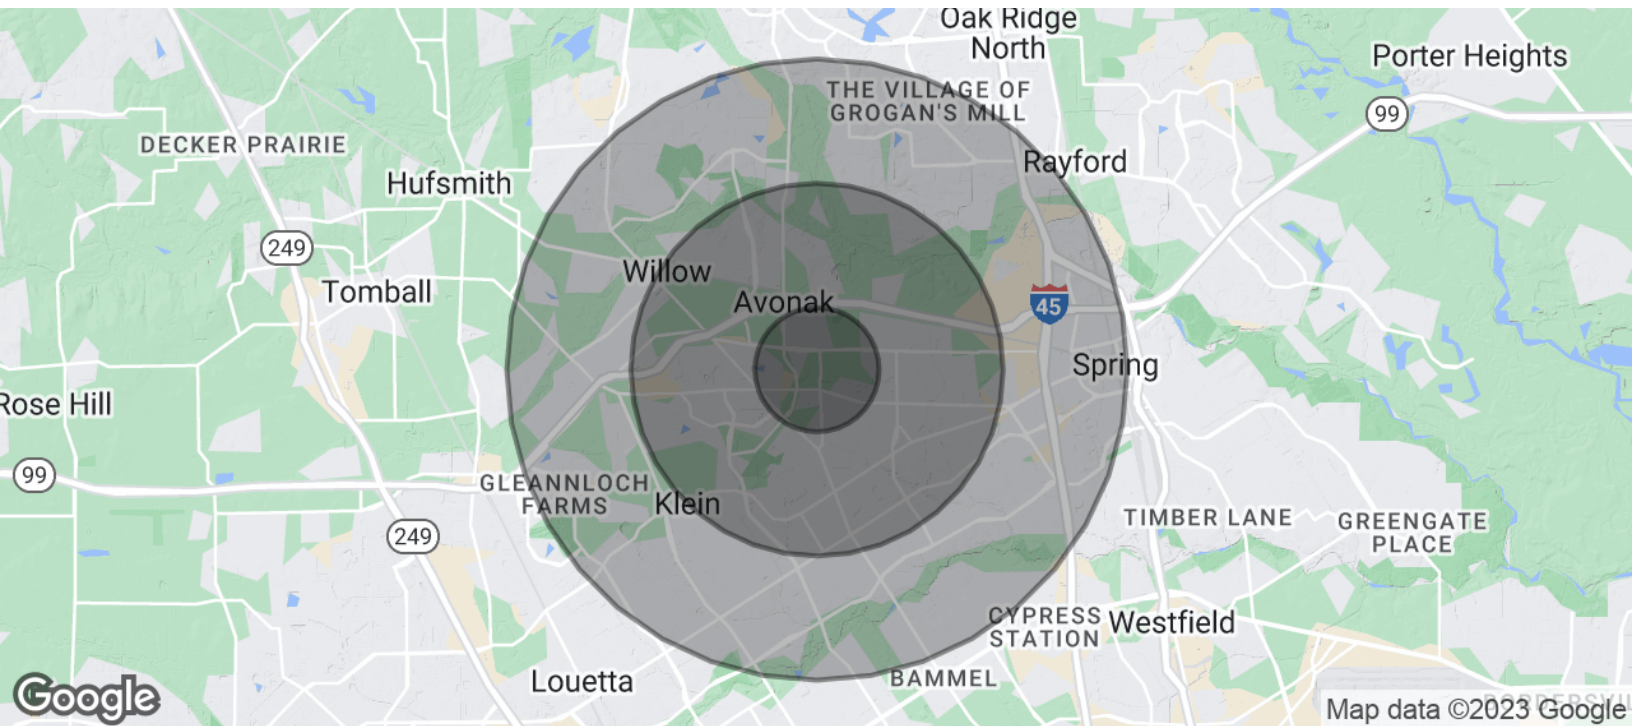 Oak Ridge
North
Porter Heights
THE VILLAGE OF
GROGAN'S MILL
99
DECKER PRAIRIE
Rayford
Hufsmith
249
Willow
Tomball
Avonak
45
Spring
Rose Hill
99
GLEANNLOCH
FARMS
Klein
249
TIMBER LANE
GREENGATE
PLACE
CYPRESS
STATION
Westfield
Louetta
BAMMEL
Google
Map data ©2023 Google